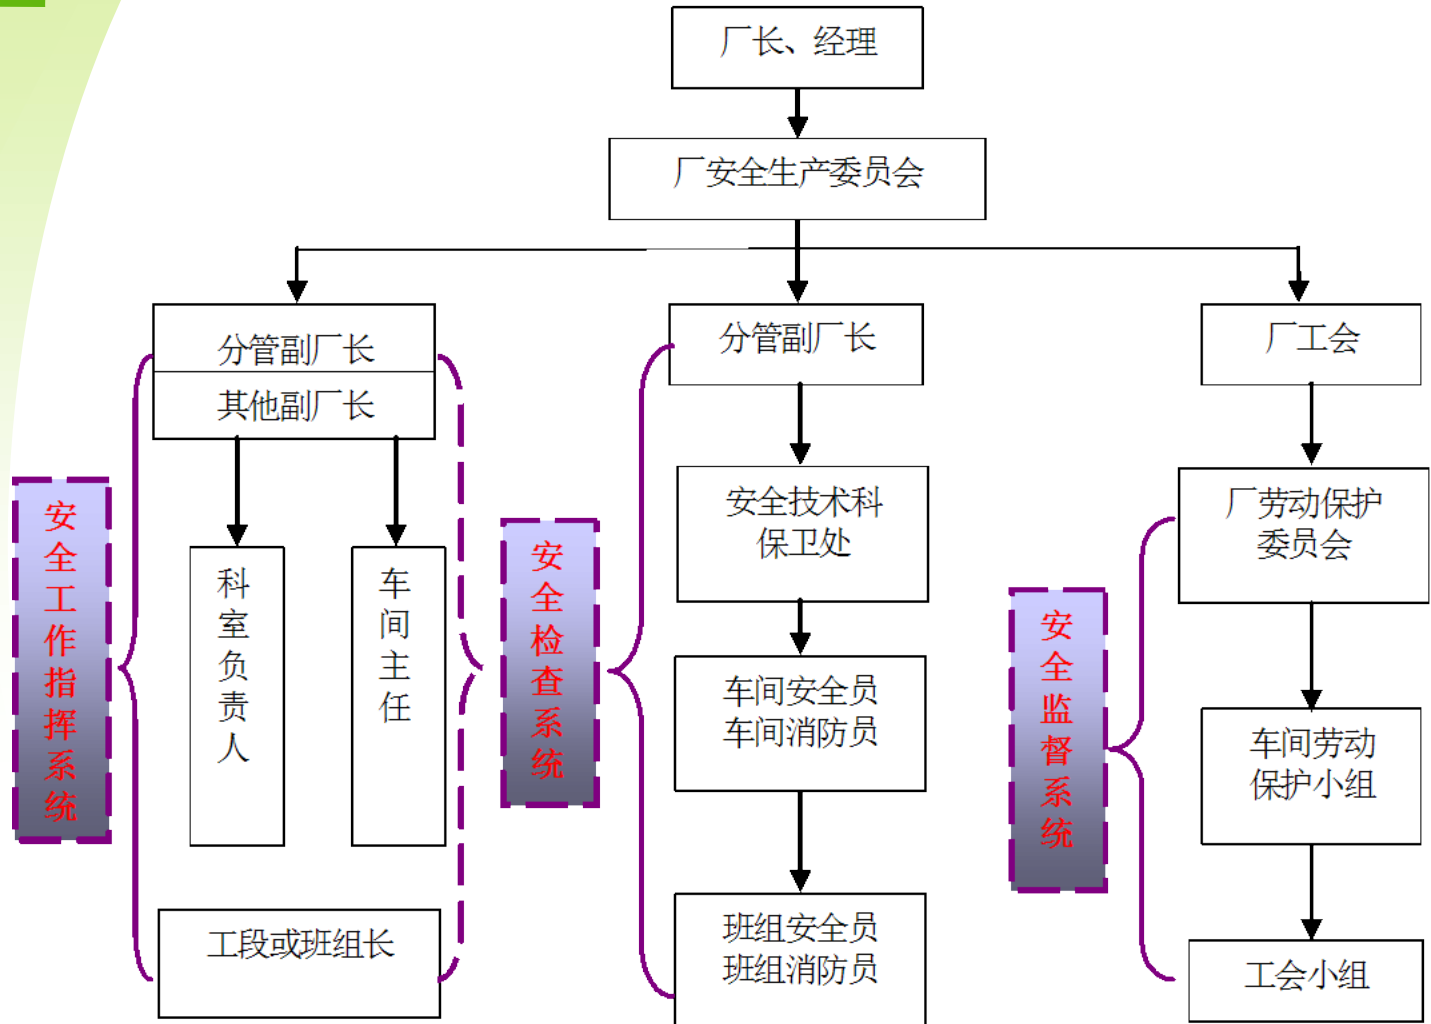 厂长、经理
厂安全生产委员会
分管副厂长
其他副厂长
分管副厂长
厂工会
安全工作指挥系统
科室负责人
车间主任
工段或班组长
安全检查系统
安全技术科
保卫处
车间安全员
车间消防员
班组安全员
班组消防员
安全监督系统
厂劳动保护
委员会
车间劳动
保护小组
工会小组